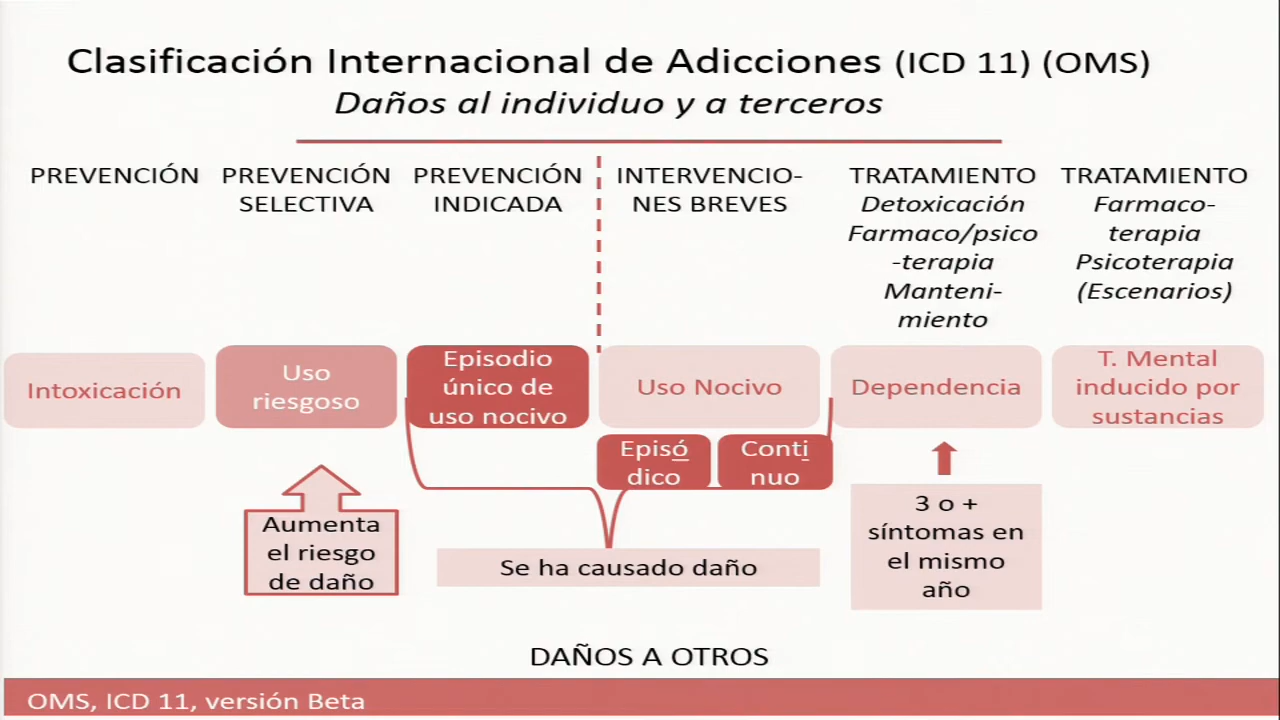 Clasificación Internacional de Adicciones (ICD 11) (OMS)
Daños al individuo y a terceros
PREVENCIÓN
PREVENCIÓN
SELECTIVA
PREVENCIÓN
INDICADA
INTERVENCIO-
NES BREVES
TRATAMIENTO
Detoxicación
Farmaco/psico
-terapia
Manteni-
miento
TRATAMIENTO
Farmaco-
terapia
Psicoterapia
(Escenarios)
Intoxicación
Uso
riesgoso
Episodio
único de
uso nocivo
Uso Nocivo
Dependencia
T. Mental
inducido por
sustancias
Episó
dico
Conti
nuo
Aumenta
el riesgo
de daño
Se ha causado daño
3 o +
síntomas en
el mismo
año
DAÑOS A OTROS
OMS, ICD 11, versión Beta